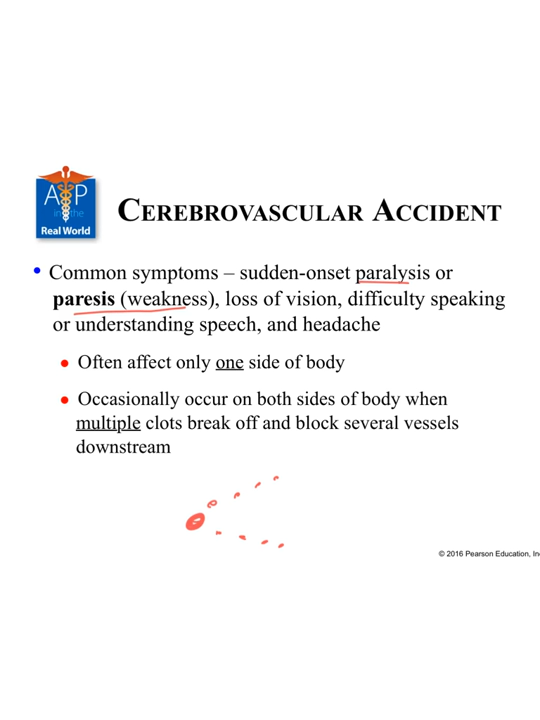 A&P
in the
Real World
CEREBROVASCULAR ACCIDENT
• Common symptoms – sudden-onset paralysis or
paresis (weakness), loss of vision, difficulty speaking
or understanding speech, and headache
• Often affect only one side of body
• Occasionally occur on both sides of body when
multiple clots break off and block several vessels
downstream
© 2016 Pearson Education, In